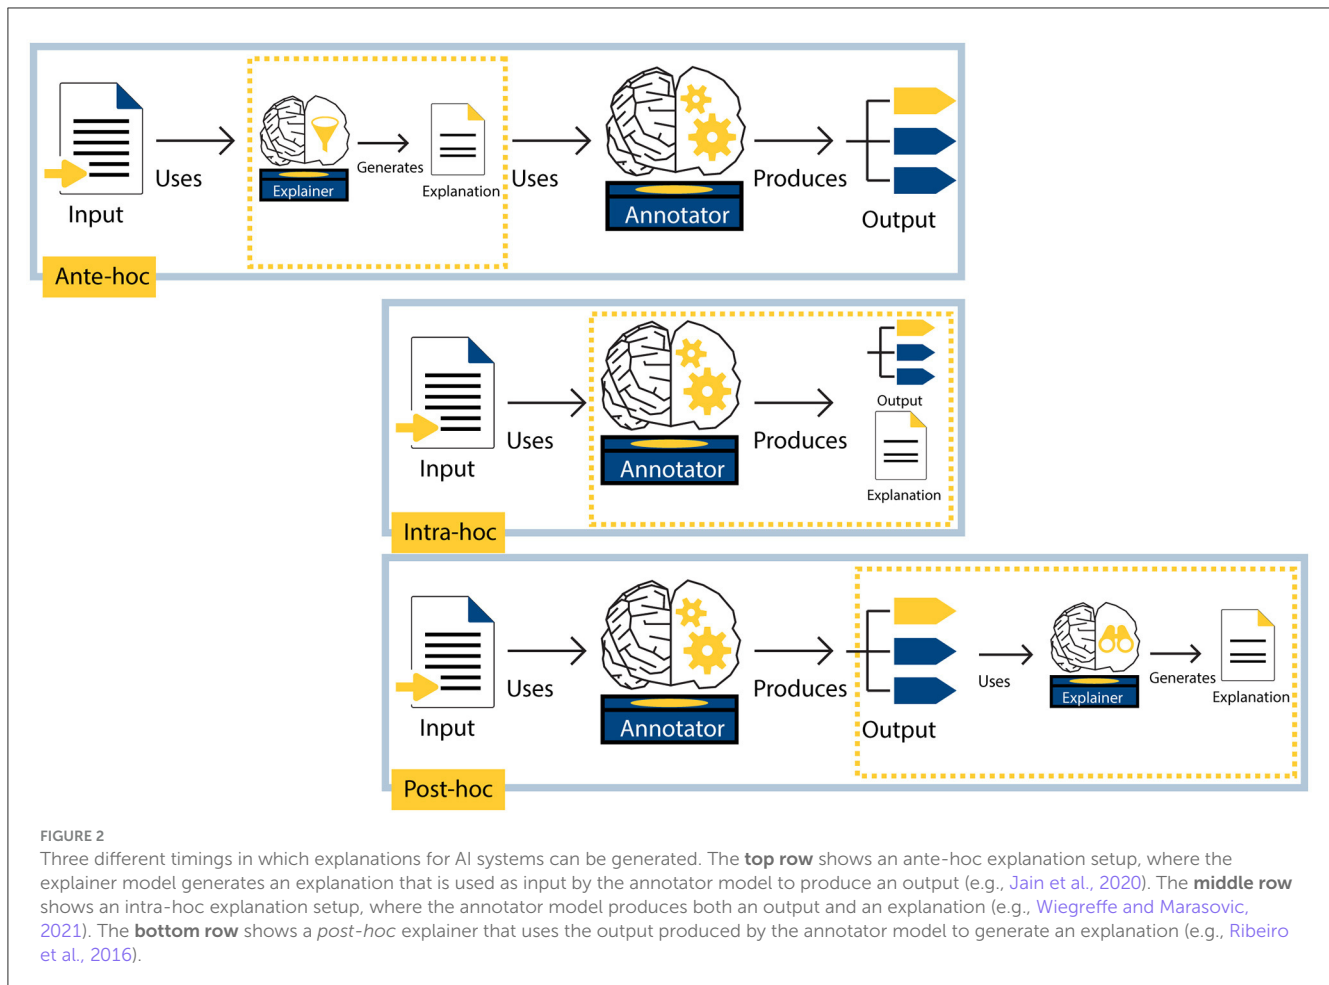 Uses
Explainer
Generates
Explanation
Uses
Annotator
Produces
Input
Output
Ante-hoc
Uses
Annotator
Produces
Output
Input
Explanation
Intra-hoc
Uses
Annotator
Produces
Output
Uses
Explainer
Generates
Explanation
Input
Post-hoc
FIGURE 2
Three different timings in which explanations for AI systems can be generated. The top row shows an ante-hoc explanation setup, where the
explainer model generates an explanation that is used as input by the annotator model to produce an output (e.g., Jain et al., 2020). The middle row
shows an intra-hoc explanation setup, where the annotator model produces both an output and an explanation (e.g., Wiegreffe and Marasovic,
2021). The bottom row shows a post-hoc explainer that uses the output produced by the annotator model to generate an explanation (e.g., Ribeiro
et al., 2016).